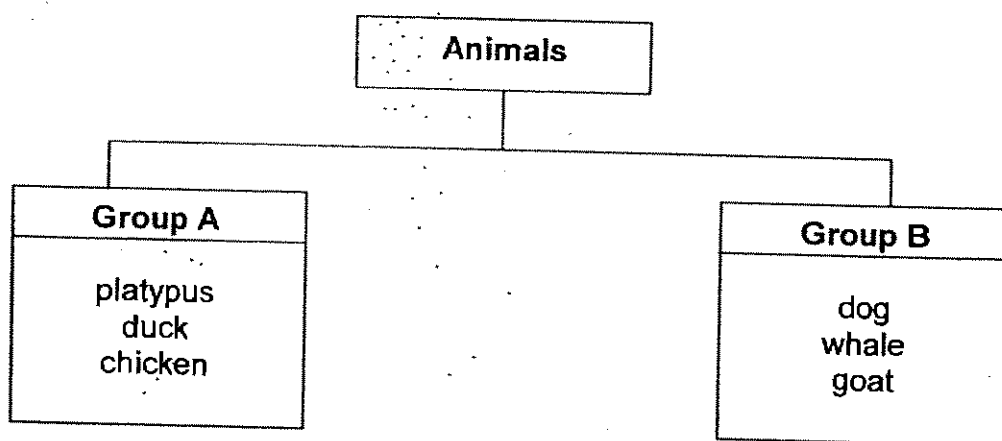 Animals
Group A
platypus
duck
chicken
Group B
dog
whale
goat